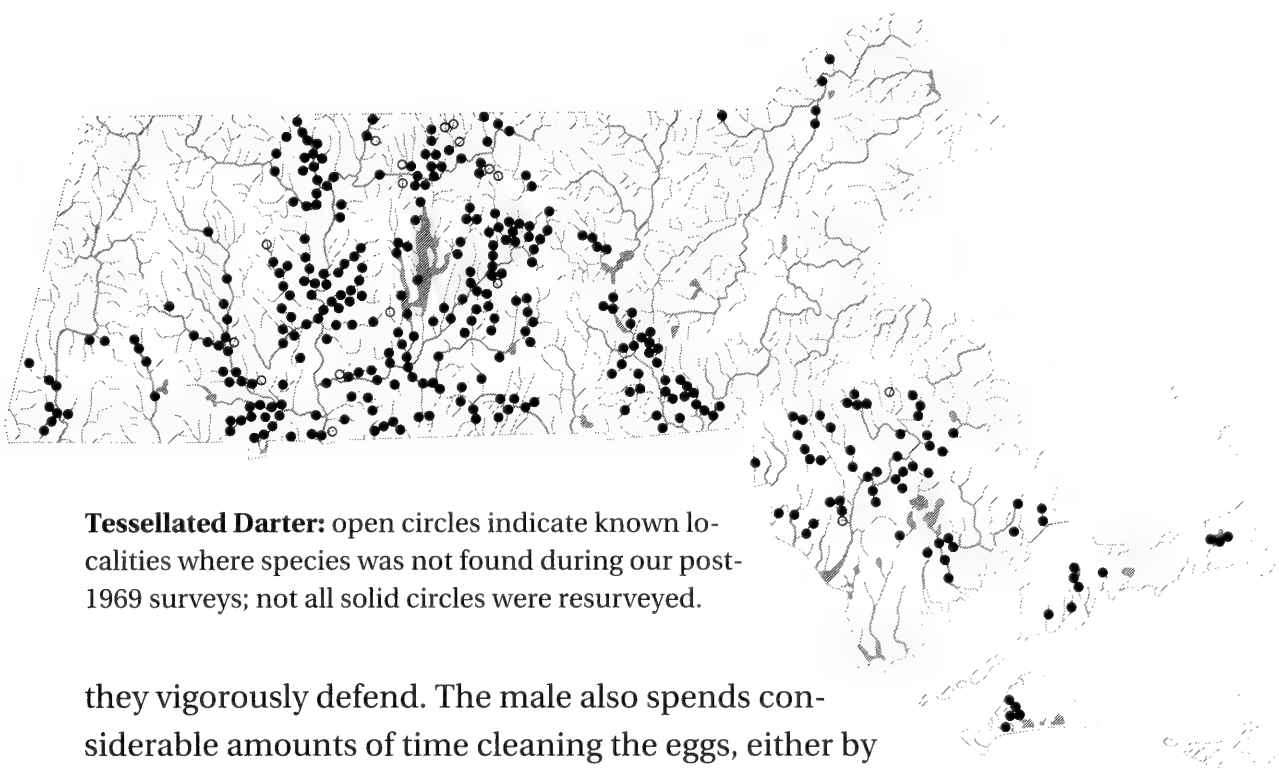 Tessellated Darter: open circles indicate known lo-
calities where species was not found during our post-
1969 surveys; not all solid circles were resurveyed.
they vigorously defend. The male also spends con-
siderable amounts of time cleaning the eggs, either by